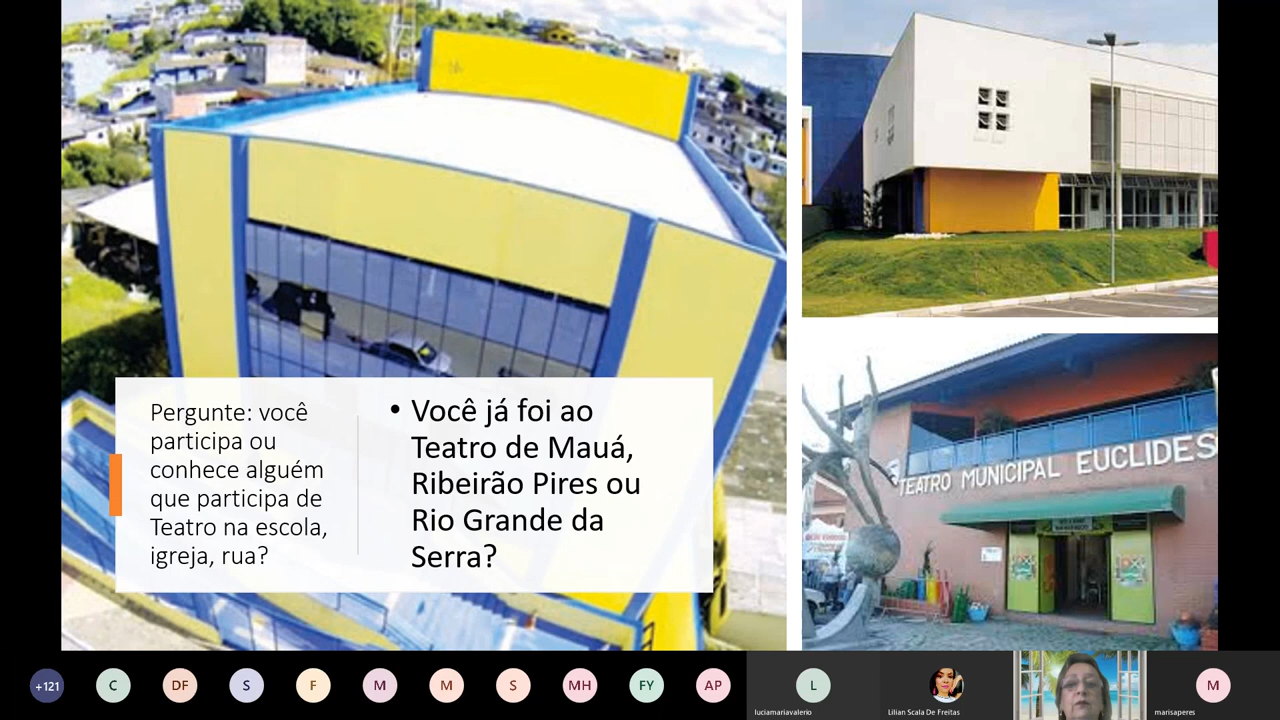 Pergunte: você
participa ou
conhece alguém
que participa de
Teatro na escola,
igreja, rua?
• Você já foi ao
Teatro de Mauá,
Ribeirão Pires ou
Rio Grande da
Serra?
TEATRO MUNICIPAL EUCLIDES
+121
C
DF
S
F
M
M
S
MH
FY
AP
L
luciamariavalerio
Lilian Scala De Freitas
M
marisaperes